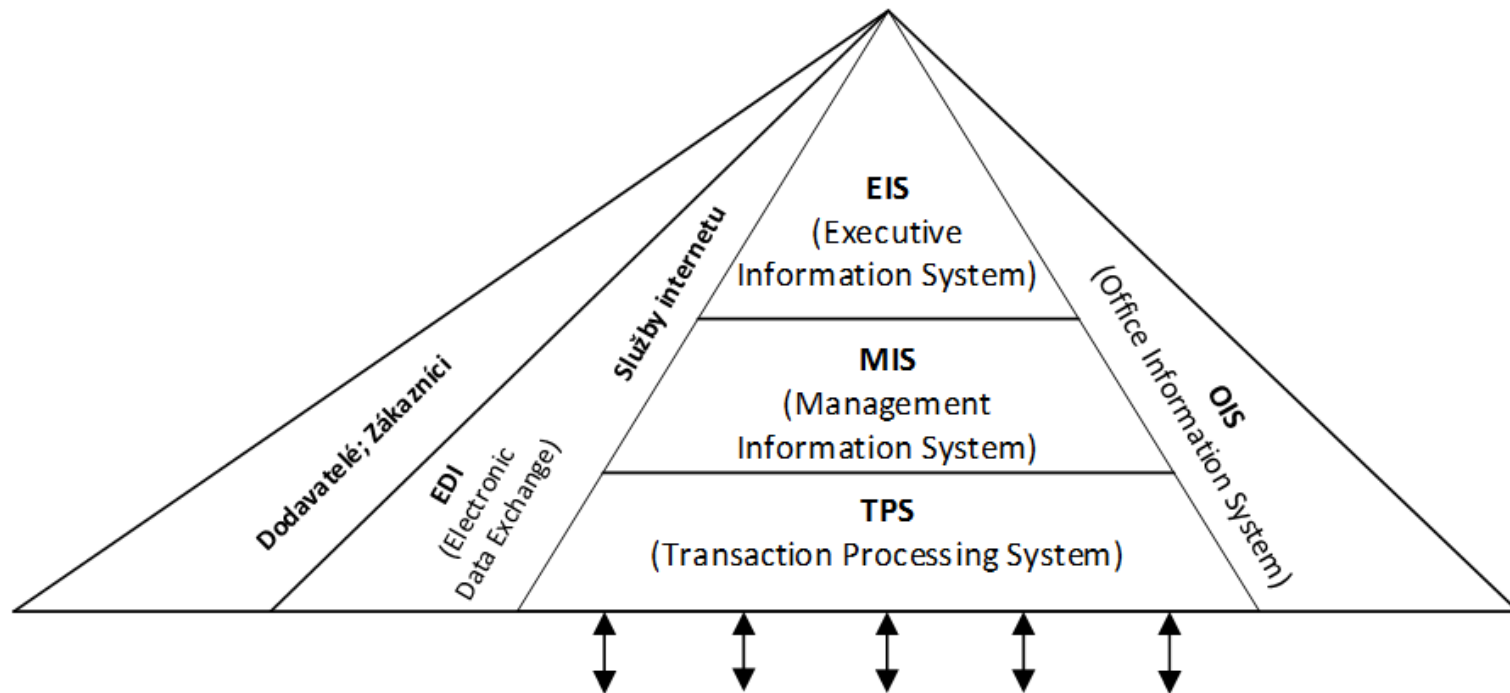 Dodavatelé; Zákazníci
EDI
(Electronic
Data Exchange)
Služby internetu
EIS
(Executive
Information System)
MIS
(Management
Information System)
TPS
(Transaction Processing System)
OIS
(Office Information System)